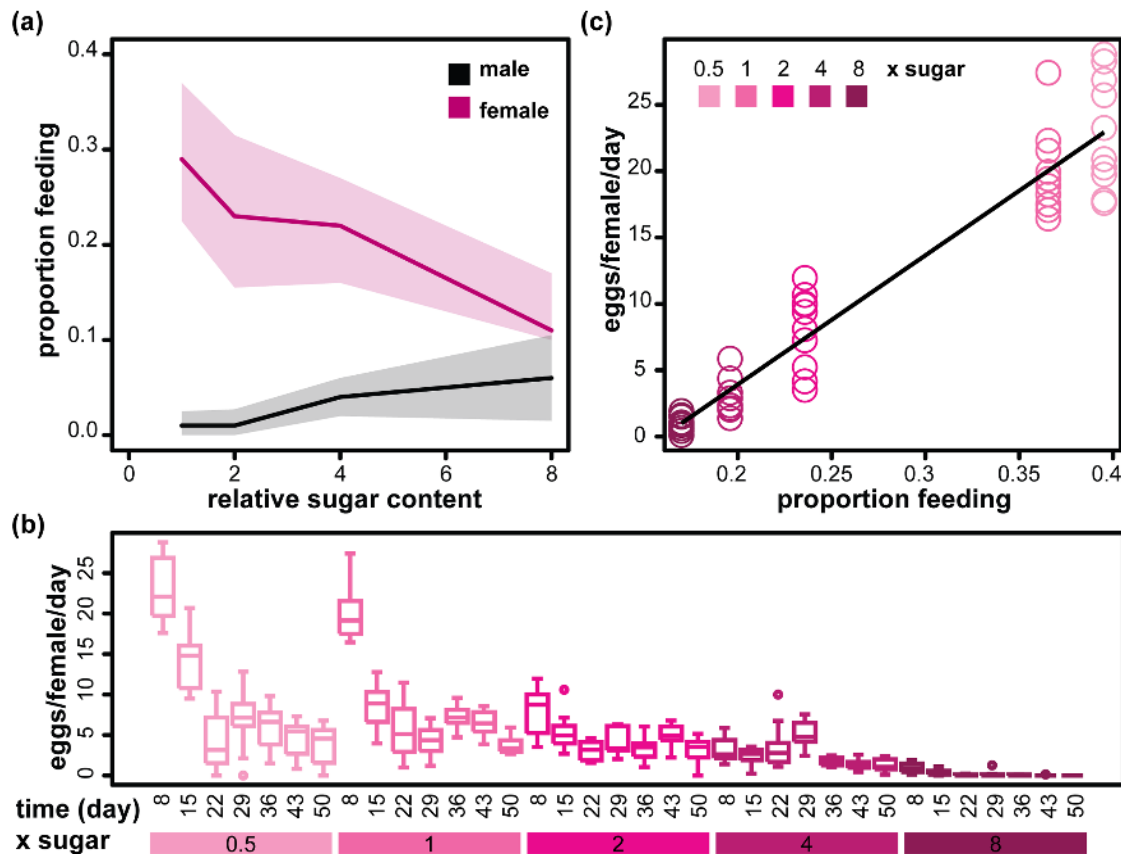 (a)
0.4
0.3
0.2
0.1
0.0
proportion feeding
male
female
0 2 4 6 8
relative sugar content
(c)
0.5 1 2 4 8 x sugar
25
20
15
10
5
0
eggs/female/day
0.2 0.25 0.3 0.35 0.4
proportion feeding
(b)
eggs/female/day
25
20
15
10
5
0
time (day) 8 15 22 29 36 43 50 8 15 22 29 36 43 50 8 15 22 29 36 43 50 8 15 22 29 36 43 50 8 15 22 29 36 43 50
x sugar 0.5 1 2 4 8